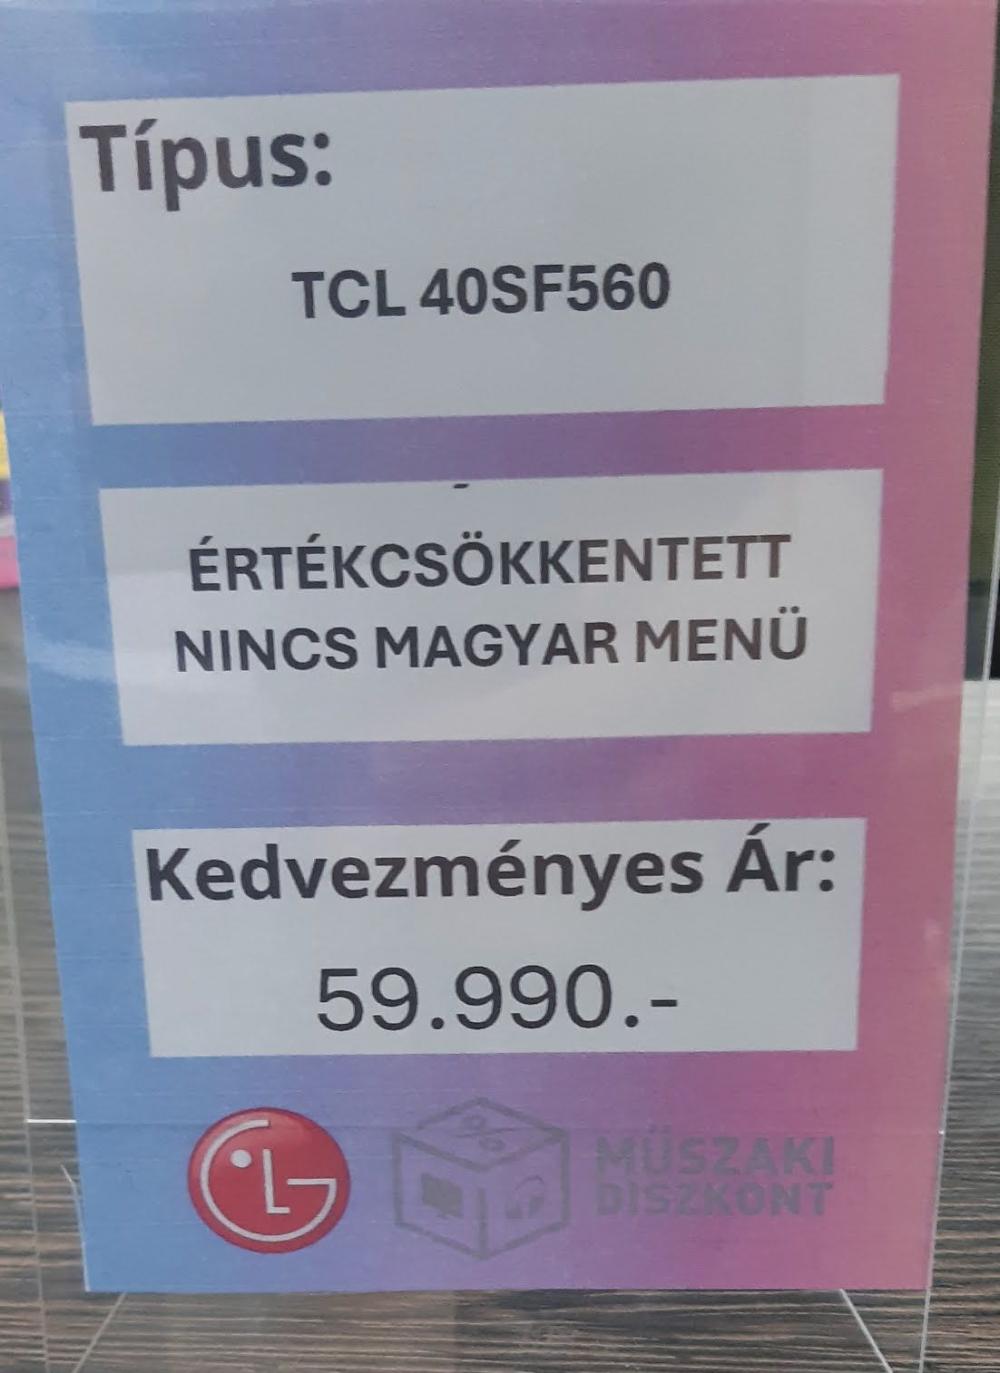 Típus:
TCL 40SF560
ÉRTÉKCSÖKKENTETT
NINCS MAGYAR MENÜ
Kedvezményes Ár:
59.990.-
LG
%
MŰSZAKI
DISZKONT